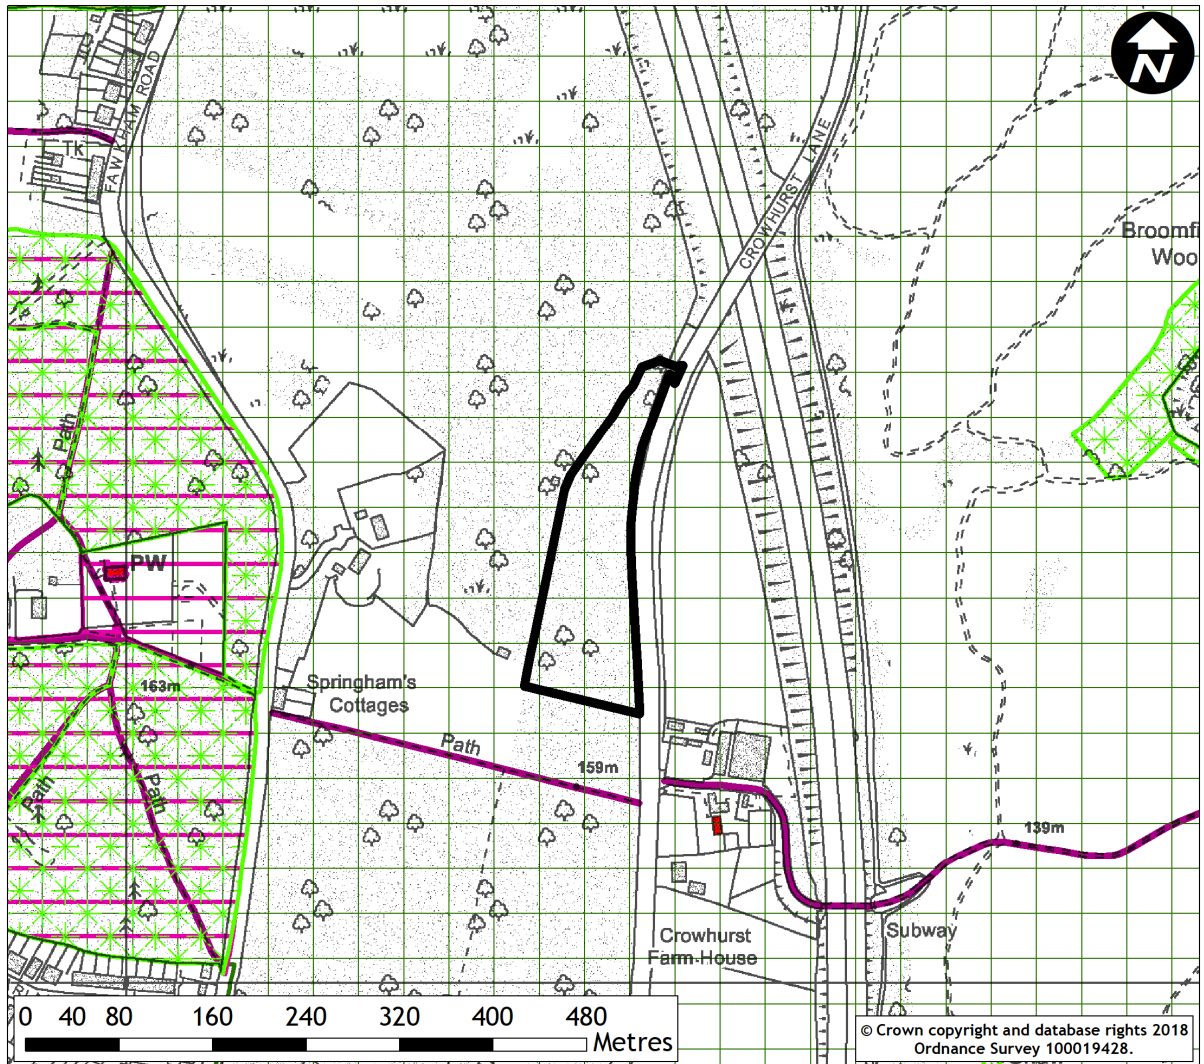 N
FAWKHAM ROAD
Tk
CROWHURST LANE
Broomfi
Woo
Path
PW
163m
Springham's
Cottages
Path
159m
Path
Path
139m
Crowhurst
Farm-House
Subway
0 40 80 160 240 320 400 480
Metres
© Crown copyright and database rights 2018
Ordnance Survey 100019428.